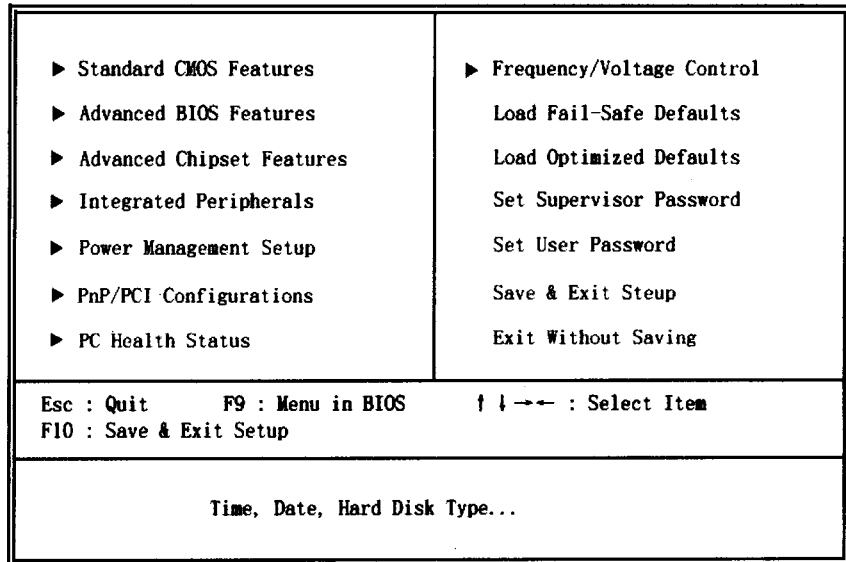 ▶ Standard CMOS Features
▶ Advanced BIOS Features
▶ Advanced Chipset Features
▶ Integrated Peripherals
▶ Power Management Setup
▶ PnP/PCI Configurations
▶ PC Health Status
▶ Frequency/Voltage Control
Load Fail-Safe Defaults
Load Optimized Defaults
Set Supervisor Password
Set User Password
Save & Exit Steup
Exit Without Saving
Esc : Quit F9 : Menu in BIOS ↑ ↓ → ← : Select Item
F10 : Save & Exit Setup
Time, Date, Hard Disk Type...